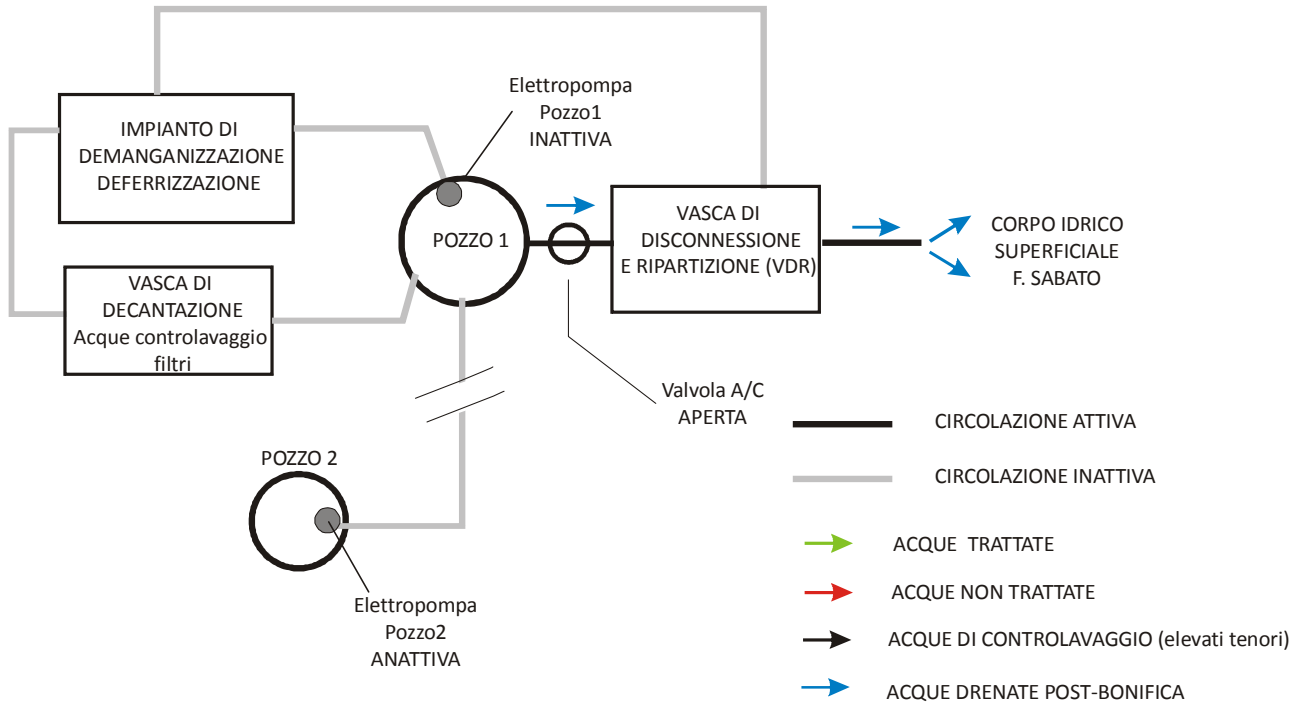 Elettropompa
Pozzo1
INATTIVA
IMPIANTO DI
DEMANGANIZZAZIONE
DEFERRIZZAZIONE
POZZO 1
VASCA DI
DISCONNESSIONE
E RIPARTIZIONE (VDR)
CORPO IDRICO
SUPERFICIALE
F. SABATO
VASCA DI
DECANTAZIONE
Acque controlavaggio
filtri
Valvola A/C
APERTA
POZZO 2
Elettropompa
Pozzo2
ANATTIVA
CIRCOLAZIONE ATTIVA
CIRCOLAZIONE INATTIVA
ACQUE TRATTATE
ACQUE NON TRATTATE
ACQUE DI CONTROLAVAGGIO (elevati tenori)
ACQUE DRENATE POST-BONIFICA